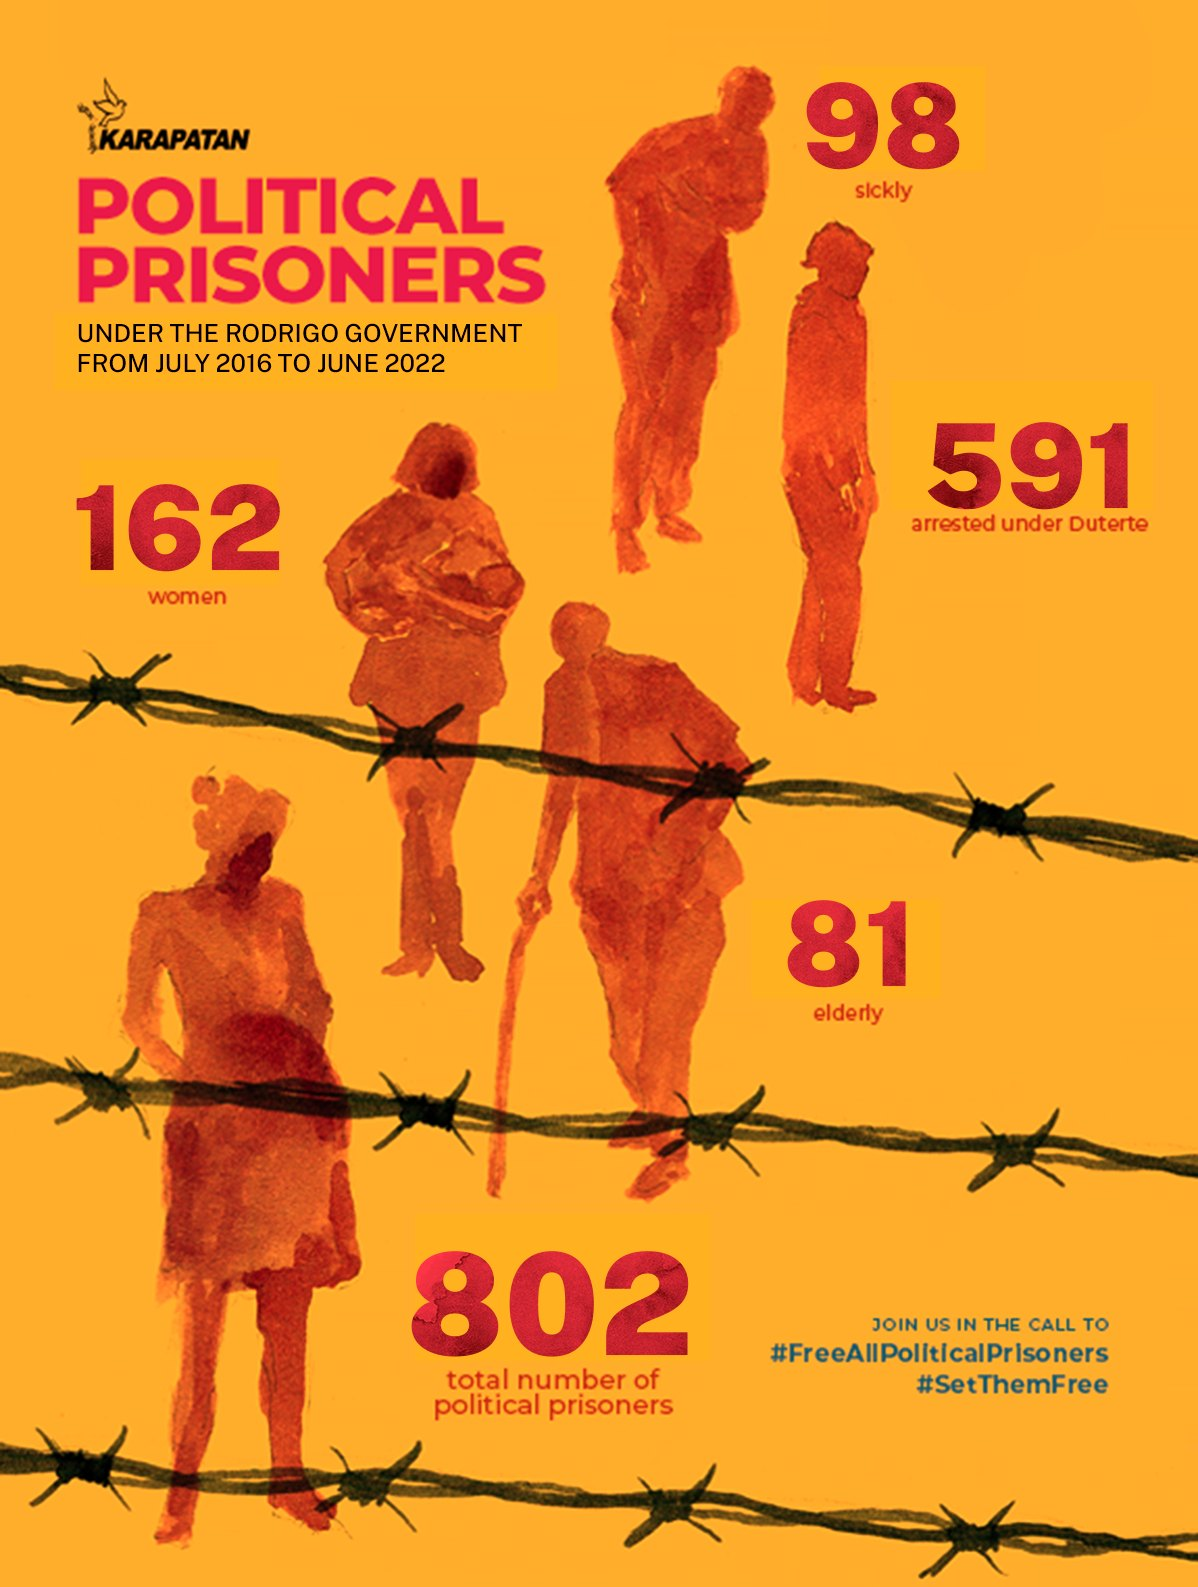 KARAPATAN
POLITICAL
PRISONERS
UNDER THE RODRIGO GOVERNMENT
FROM JULY 2016 TO JUNE 2022
98
sickly
591
arrested under Duterte
162
women
81
elderly
802
total number of
political prisoners
JOIN US IN THE CALL TO
#FreeAllPoliticalPrisoners
#SetThemFree